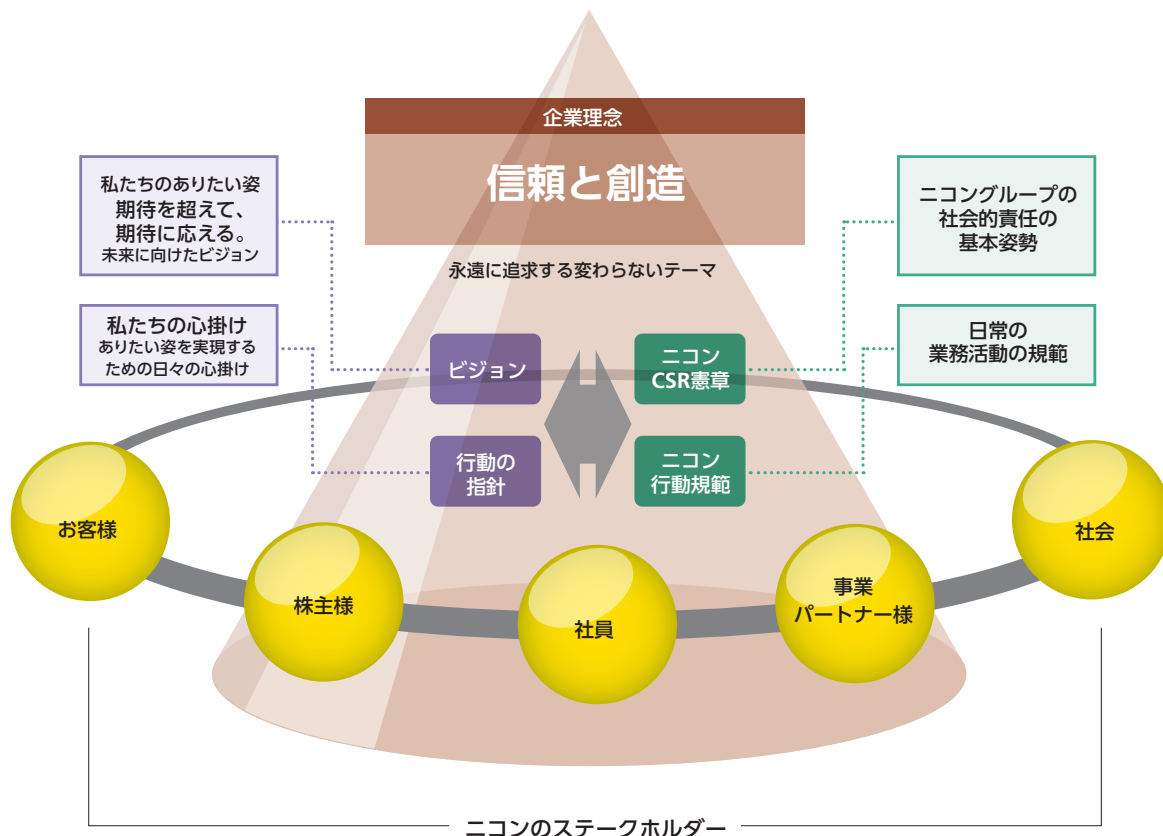 企業理念
信頼と創造
永遠に追求する変わらないテーマ
私たちのありたい姿
期待を超えて、
期待に応える。
未来に向けたビジョン
私たちの心掛け
ありたい姿を実現する
ための日々の心掛け
ニコングループの
社会的責任の
基本姿勢
日常の
業務活動の規範
ビジョン
行動の
指針
ニコン
CSR憲章
ニコン
行動規範
お客様
株主様
社員
事業
パートナー様
社会
ニコンのステークホルダー